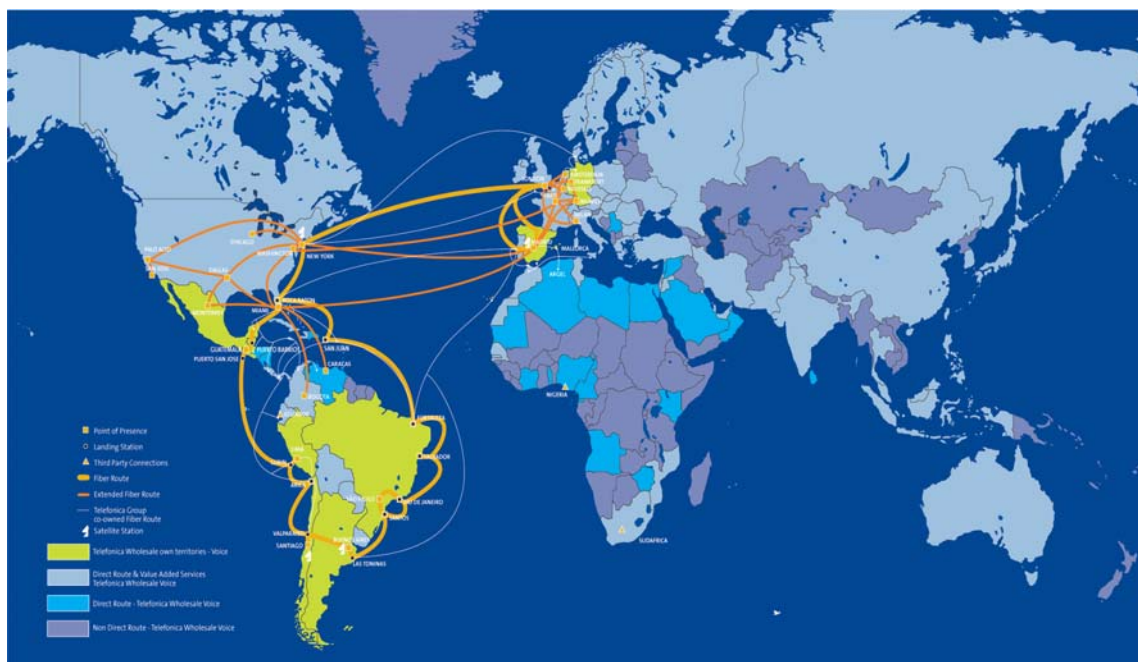 CHICAGO
PALO ALTO
SAN JOSE
WASHINGTON
NEW YORK
DALLAS
BOCA RATON
MIAMI
MONTERREY
SAN JUAN
GUATEMALA
PUERTO BARRIOS
PUERTO SAN JOSE
CARACAS
BOGOTA
FORTALEZA
SALVADOR
LIMA
LURIN
ARICA
RIO DE JANEIRO
SANTOS
VALPARAISO
SANTIAGO
BUENOS AIRES
LAS TONINAS
LONDON
AMSTERDAM
FRANKFURT
MALLORCA
ARGEL
NIGERIA
SUDAFRICA
Point of Presence
Landing Station
Third Party Connections
Fiber Route
Extended Fiber Route
Telefonica Group
co-owned Fiber Route
Satellite Station
Telefonica Wholesale own territories - Voice
Direct Route & Value Added Services
Telefonica Wholesale Voice
Direct Route - Telefonica Wholesale Voice
Non Direct Route - Telefonica Wholesale Voice